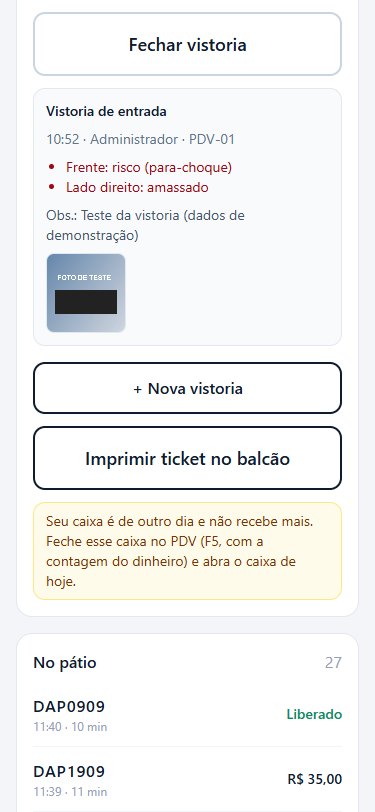 Fechar vistoria
Vistoria de entrada
10:52 · Administrador · PDV-01
• Frente: risco (para-choque)
• Lado direito: amassado
Obs.: Teste da vistoria (dados de
demonstração)
FOTO DE TESTE
+ Nova vistoria
Imprimir ticket no balcão
Seu caixa é de outro dia e não recebe mais.
Feche esse caixa no PDV (F5, com a
contagem do dinheiro) e abra o caixa de
hoje.
No pátio 27
DAP0909
Liberado
11:40 · 10 min
DAP1909
R$ 35,00
11:39 · 11 min